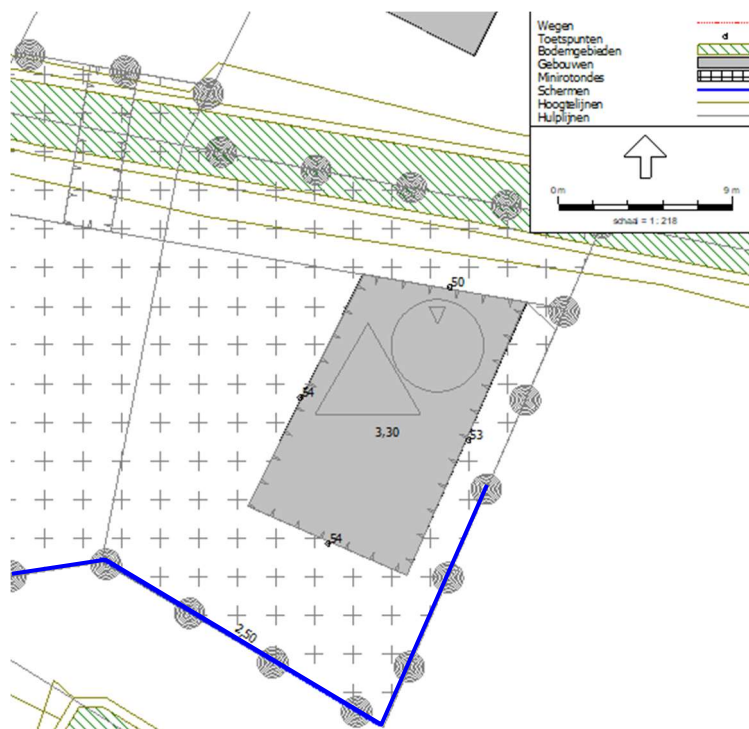 Wegen
Toetspunten
Bodemgebieden
Gebouwen
Minirotondes
Schermen
Hoogtelijnen
Hulplijnen
0 m 9 m
schaal = 1 : 218
50
54
3,30
53
54
2,50